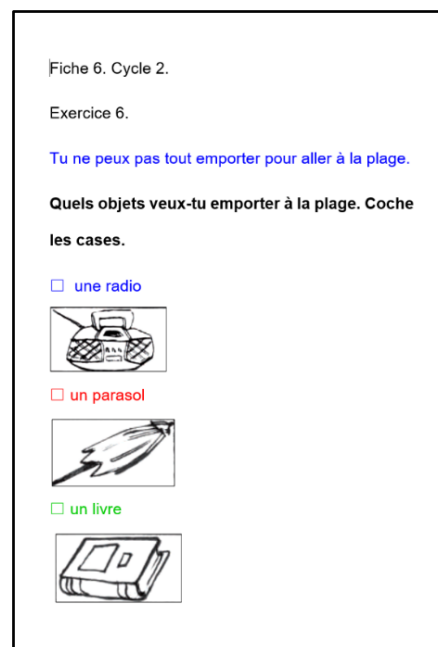 Fiche 6. Cycle 2.
Exercice 6.
Tu ne peux pas tout emporter pour aller à la plage.
Quels objets veux-tu emporter à la plage. Coche
les cases.
☐ une radio
☐ un parasol
☐ un livre